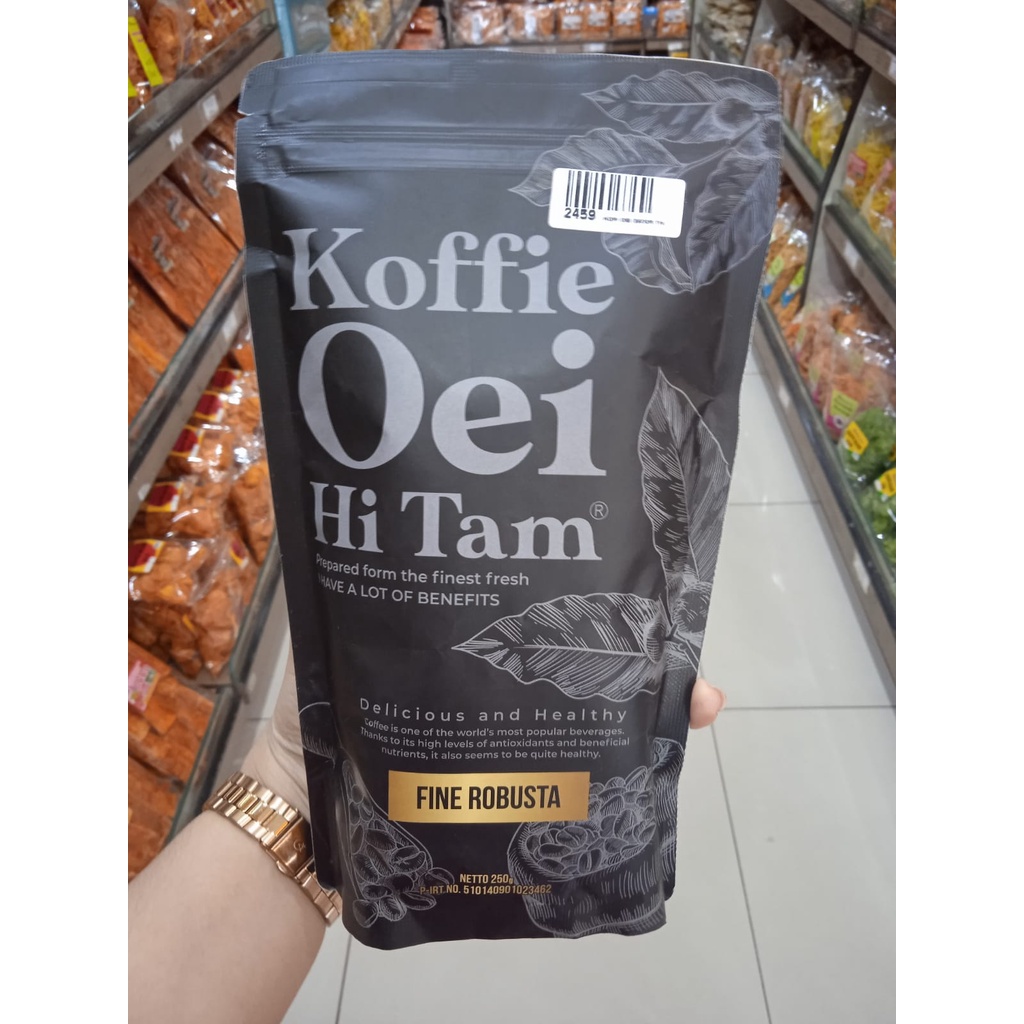 2459
Koffie
Oei
Hi Tam®
Prepared form the finest fresh
HAVE A LOT OF BENEFITS
Delicious and Healthy
Coffee is one of the world's most popular beverages.
Thanks to its high levels of antioxidants and beneficial
nutrients, it also seems to be quite healthy.
FINE ROBUSTA
NETTO 250g
P-IRT.NO. 510140901023462